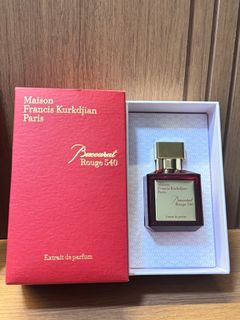 Maison
Francis Kurkdjian
Paris
Baccarat
Rouge 540
Extrait de parfum
Maison
Francis Kurkdjian
Paris
Baccarat
Rouge 540
Extrait de parfum